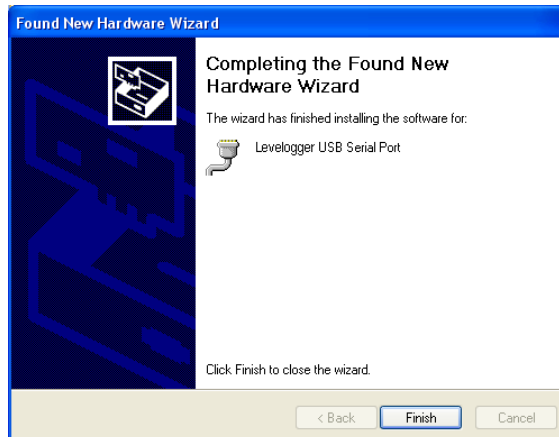 Found New Hardware Wizard
Completing the Found New
Hardware Wizard
The wizard has finished installing the software for:
Levelogger USB Serial Port
Click Finish to close the wizard.
< Back
Finish
Cancel